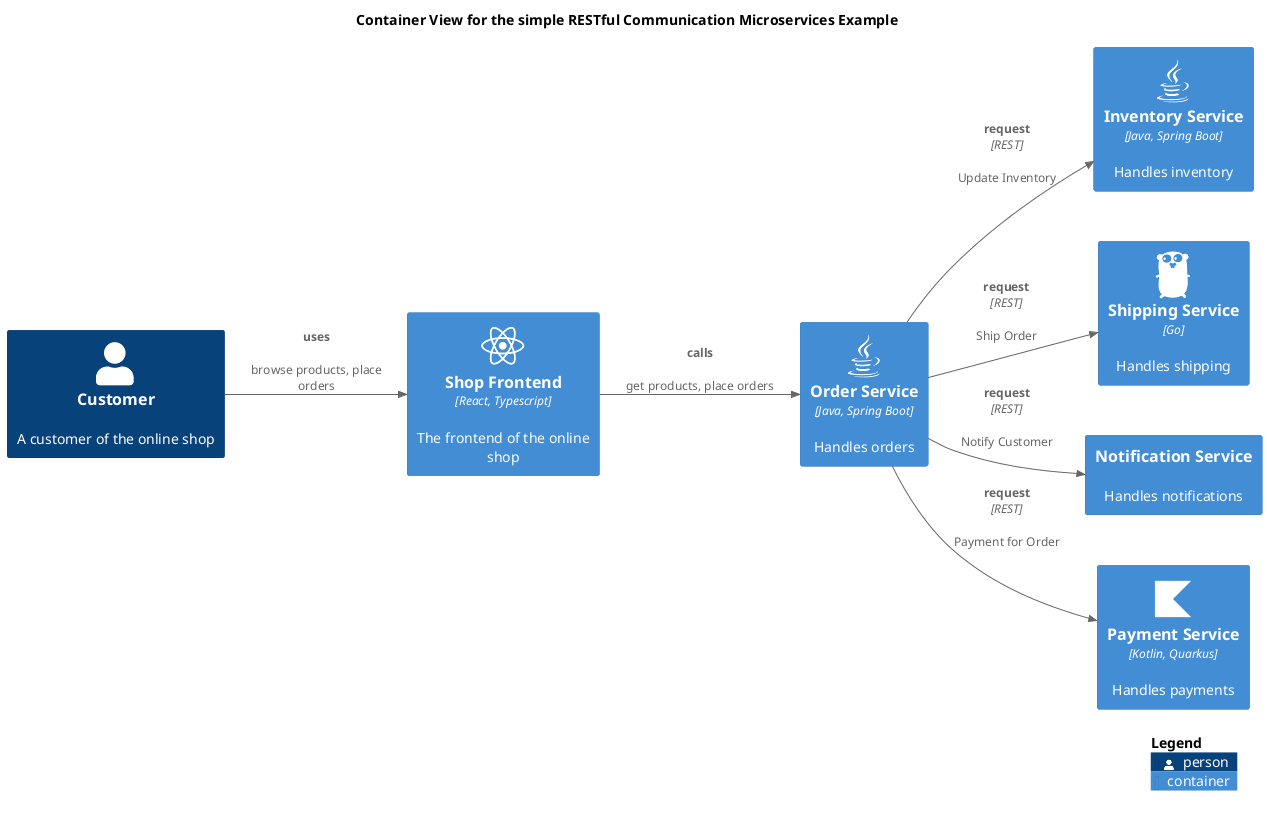 Container View for the simple RESTful Communication Microservices Example
Customer
A customer of the online shop
uses
browse products, place
orders
Shop Frontend
[React, Typescript]
The frontend of the online
shop
calls
get products, place orders
Order Service
[Java, Spring Boot]
Handles orders
request
[REST]
Update Inventory
Inventory Service
[Java, Spring Boot]
Handles inventory
request
[REST]
Ship Order
Shipping Service
[Go]
Handles shipping
request
[REST]
Notify Customer
Notification Service
Handles notifications
request
[REST]
Payment for Order
Payment Service
[Kotlin, Quarkus]
Handles payments
Legend
person
container